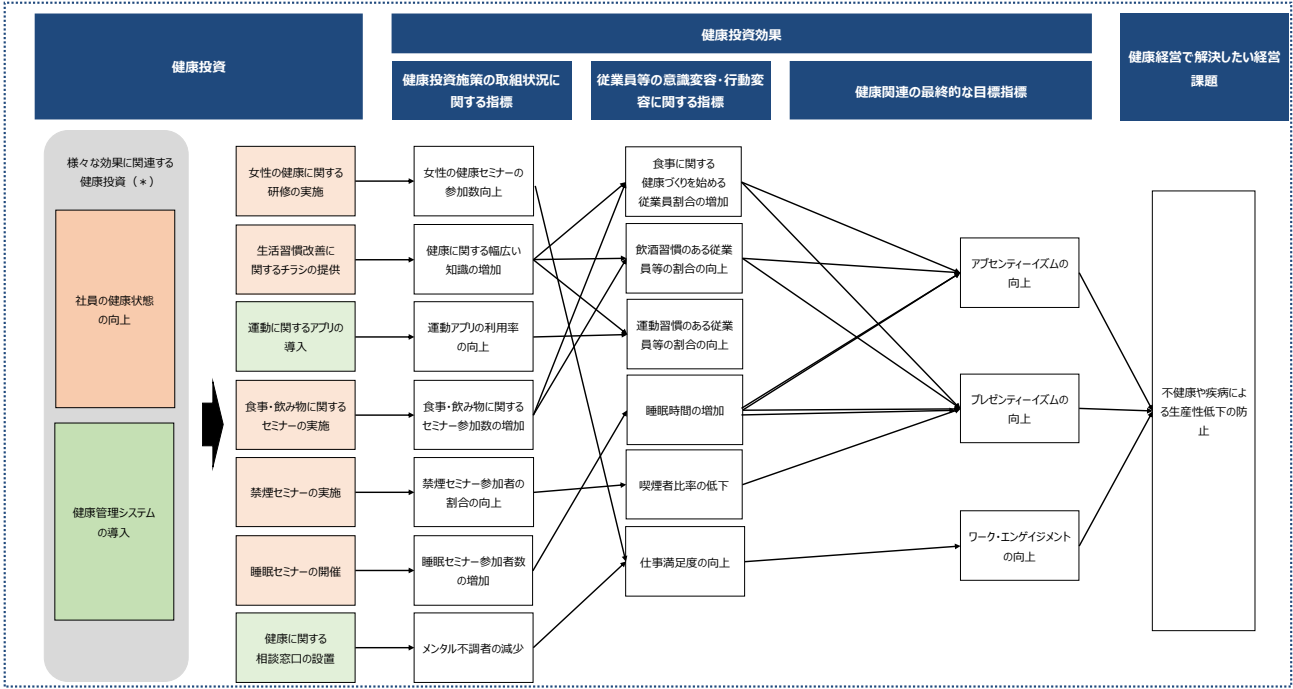 健康投資
健康投資効果
健康経営で解決したい経営
課題
健康投資施策の取組状況に
関する指標
従業員等の意識変容・行動変
容に関する指標
健康関連の最終的な目標指標
様々な効果に関連する
健康投資（＊）
社員の健康状態
の向上
健康管理システム
の導入
女性の健康に関する
研修の実施
生活習慣改善に
関するチラシの提供
運動に関するアプリの
導入
食事・飲み物に関する
セミナーの実施
禁煙セミナーの実施
睡眠セミナーの開催
健康に関する
相談窓口の設置
女性の健康セミナーの
参加数向上
健康に関する幅広い
知識の増加
運動アプリの利用率
の向上
食事・飲み物に関する
セミナー参加数の増加
禁煙セミナー参加者の
割合の向上
睡眠セミナー参加者数
の増加
メンタル不調者の減少
食事に関する
健康づくりを始める
従業員割合の増加
飲酒習慣のある従業
員等の割合の向上
運動習慣のある従業
員等の割合の向上
睡眠時間の増加
喫煙者比率の低下
仕事満足度の向上
アブセンティーイズムの
向上
プレゼンティーイズムの
向上
ワーク・エンゲイジメント
の向上
不健康や疾病によ
る生産性低下の防
止